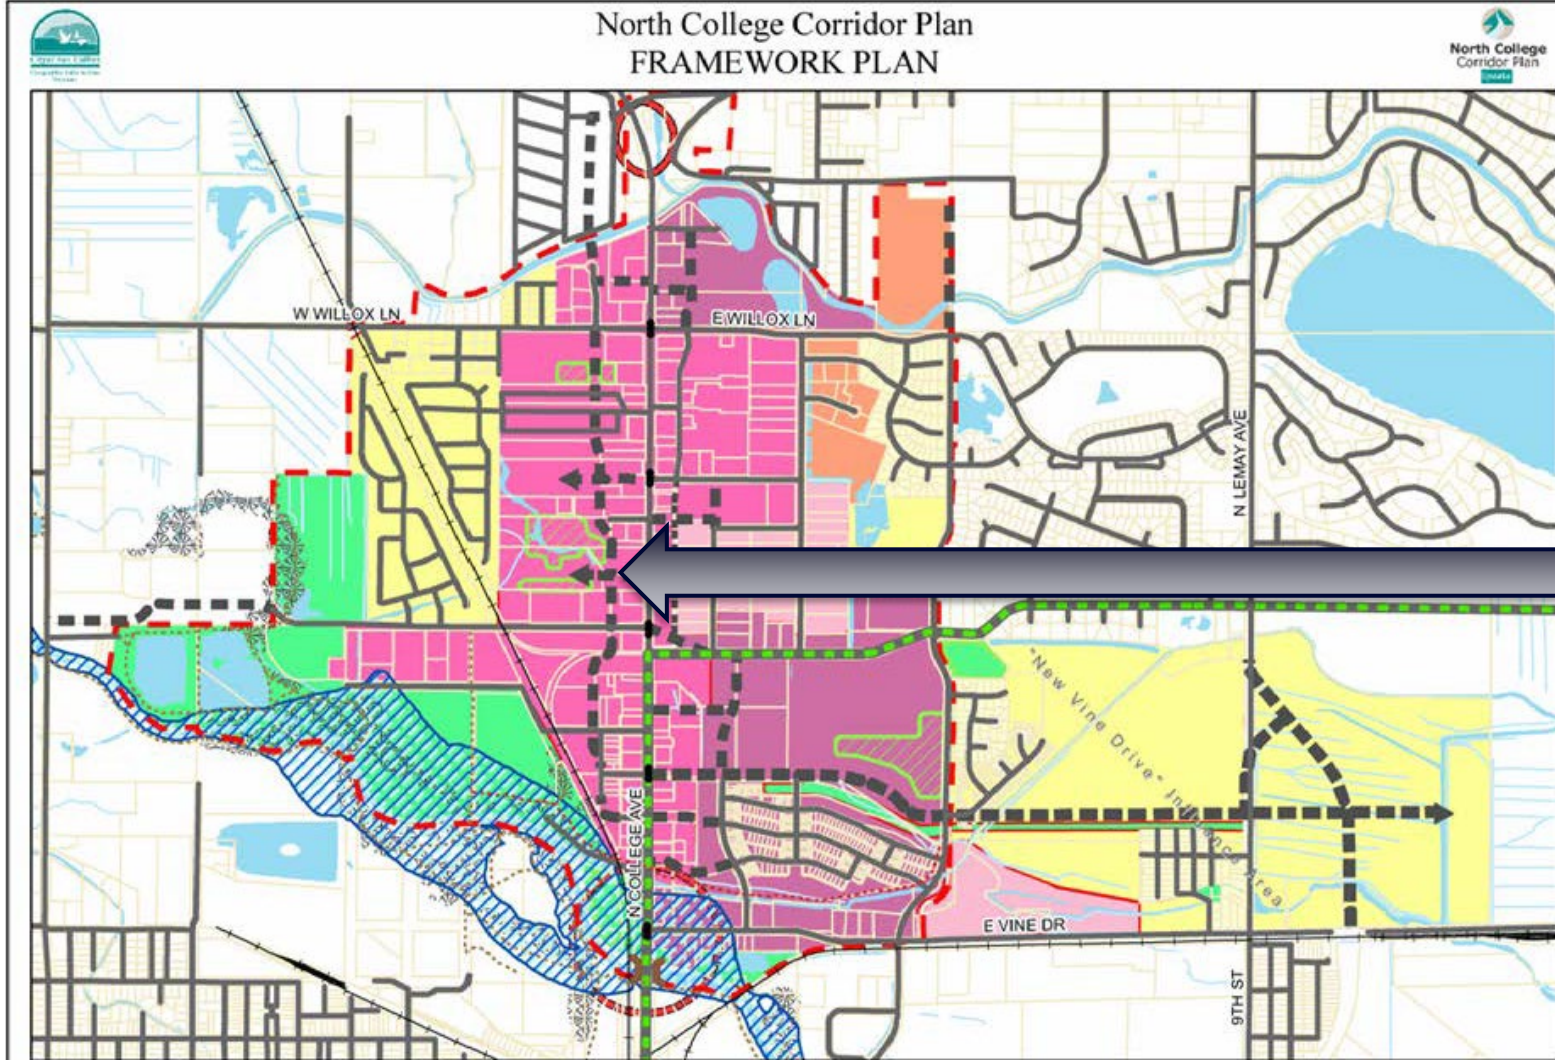 North College Corridor Plan
FRAMEWORK PLAN
North College
Corridor Plan
Update
W WILLOX LN
E WILLOX LN
N LEMAY AVE
"New Vine Drive" Influence Area
N COLLEGE AVE
E VINE DR
9TH ST